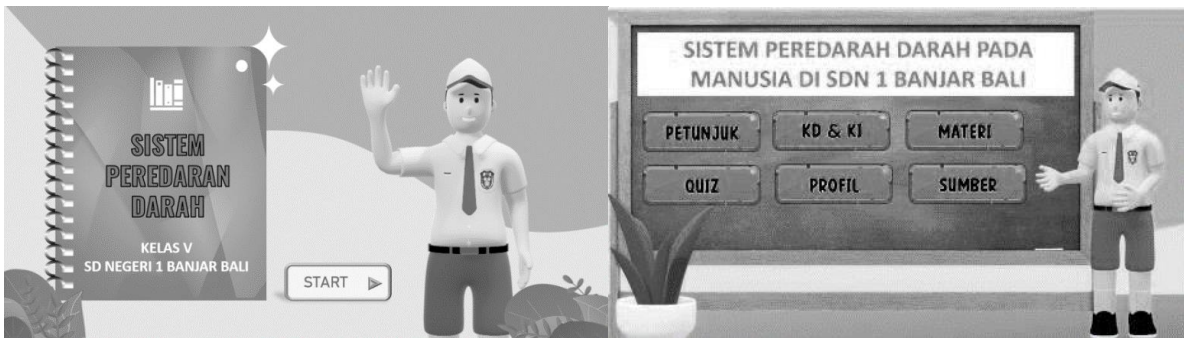 SISTEM
PEREDARAN
DARAH
KELAS V
SD NEGERI 1 BANJAR BALI
START
SISTEM PEREDARAH DARAH PADA
MANUSIA DI SDN 1 BANJAR BALI
PETUNJUK
KD & KI
MATERI
QUIZ
PROFIL
SUMBER